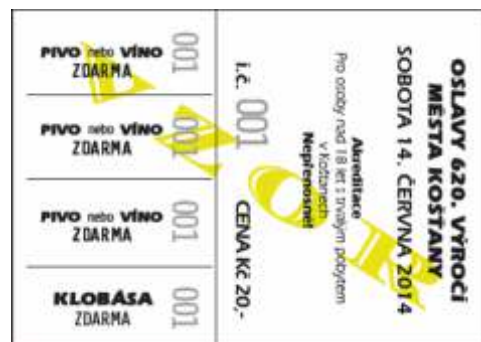 PIVO nebo VÍNO
ZDARMA
001
PIVO nebo VÍNO
ZDARMA
001
PIVO nebo VÍNO
ZDARMA
001
KLOBÁSA
ZDARMA
001
OSLAVY 620. VÝROČÍ
MĚSTA KOŠŤANY
SOBOTA 14. ČERVNA 2014
Akreditace
Pro osoby nad 18 let s trvalým pobytem
v Košťanech
Nepřenosné!
i.č. 001
CENA Kč 20,-
VZOR